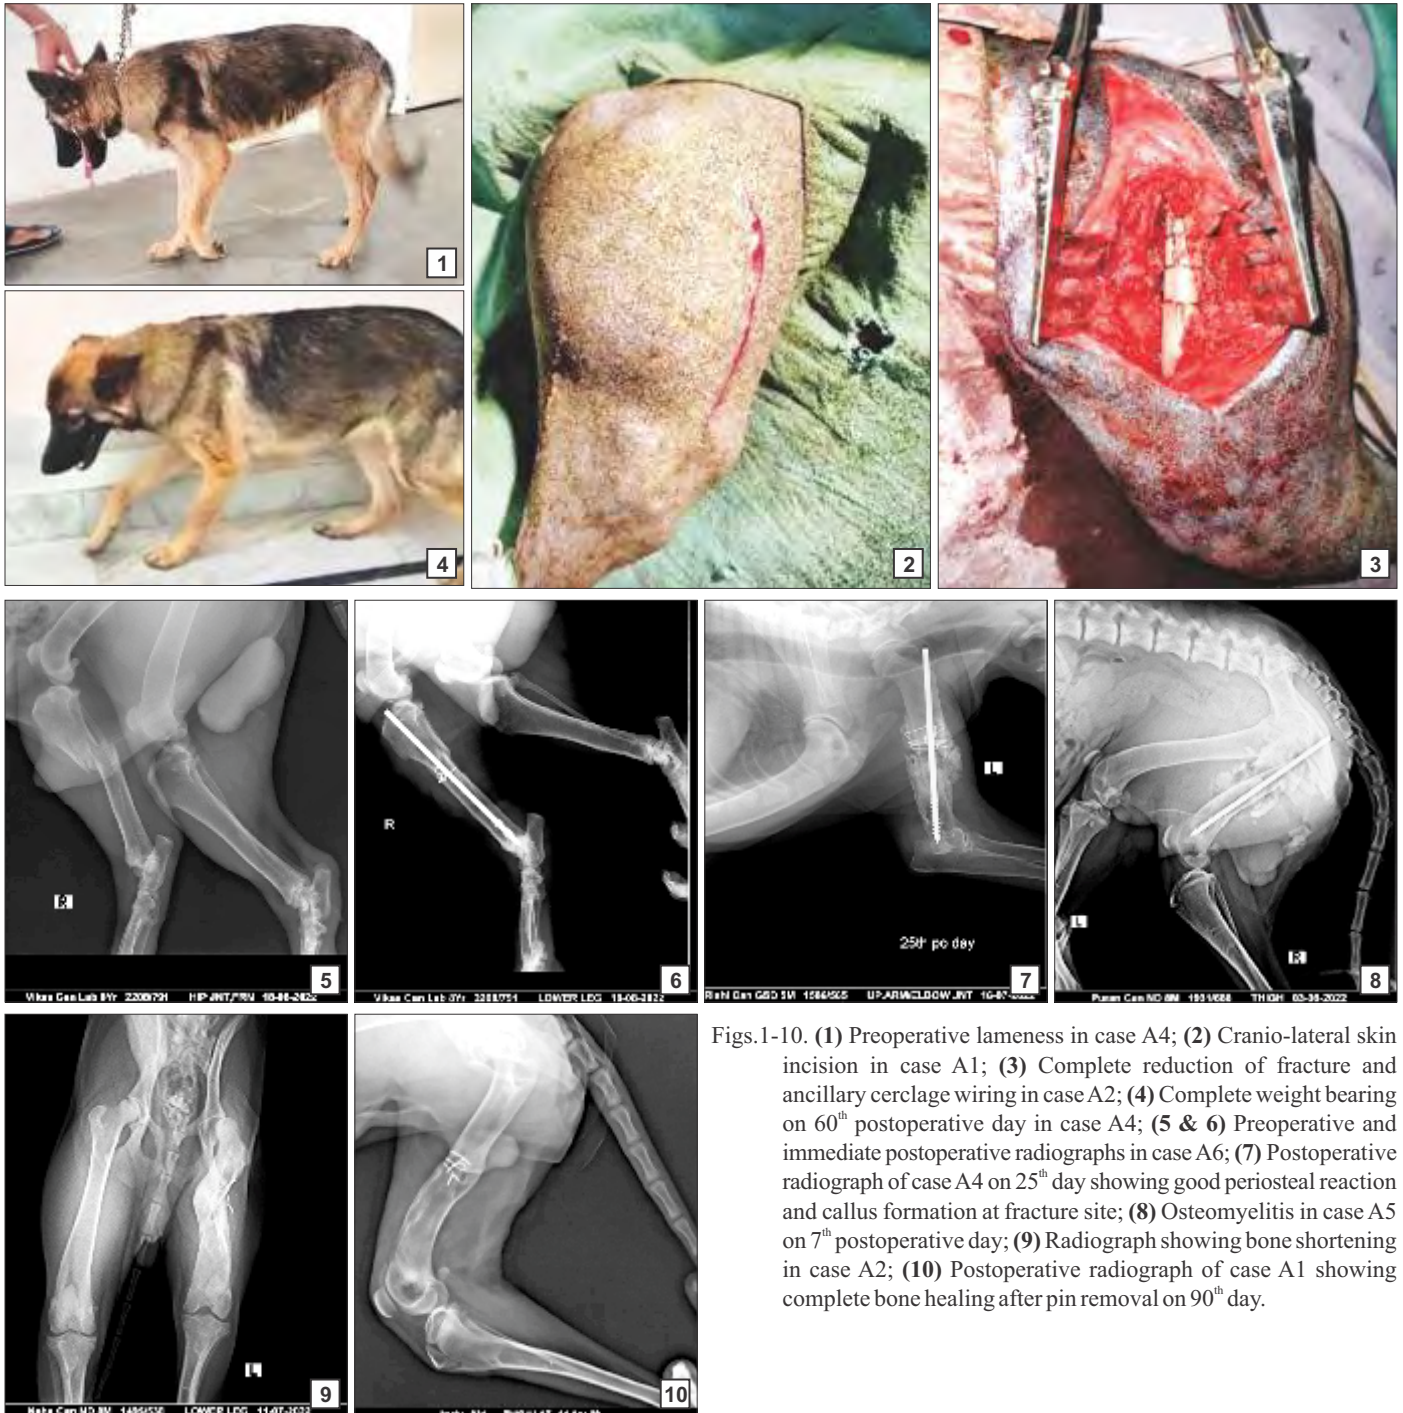 1
2
3
4
R
5
R
6
L
25th po day
7
L
R
8
L
9
10
LOWER LEG
THIGH
Figs.1-10. (1) Preoperative lameness in case A4; (2) Cranio-lateral skin
incision in case A1; (3) Complete reduction of fracture and
ancillary cerclage wiring in case A2; (4) Complete weight bearing
on 60th postoperative day in case A4; (5 & 6) Preoperative and
immediate postoperative radiographs in case A6; (7) Postoperative
radiograph of case A4 on 25th day showing good periosteal reaction
and callus formation at fracture site; (8) Osteomyelitis in case A5
on 7th postoperative day; (9) Radiograph showing bone shortening
in case A2; (10) Postoperative radiograph of case A1 showing
complete bone healing after pin removal on 90th day.